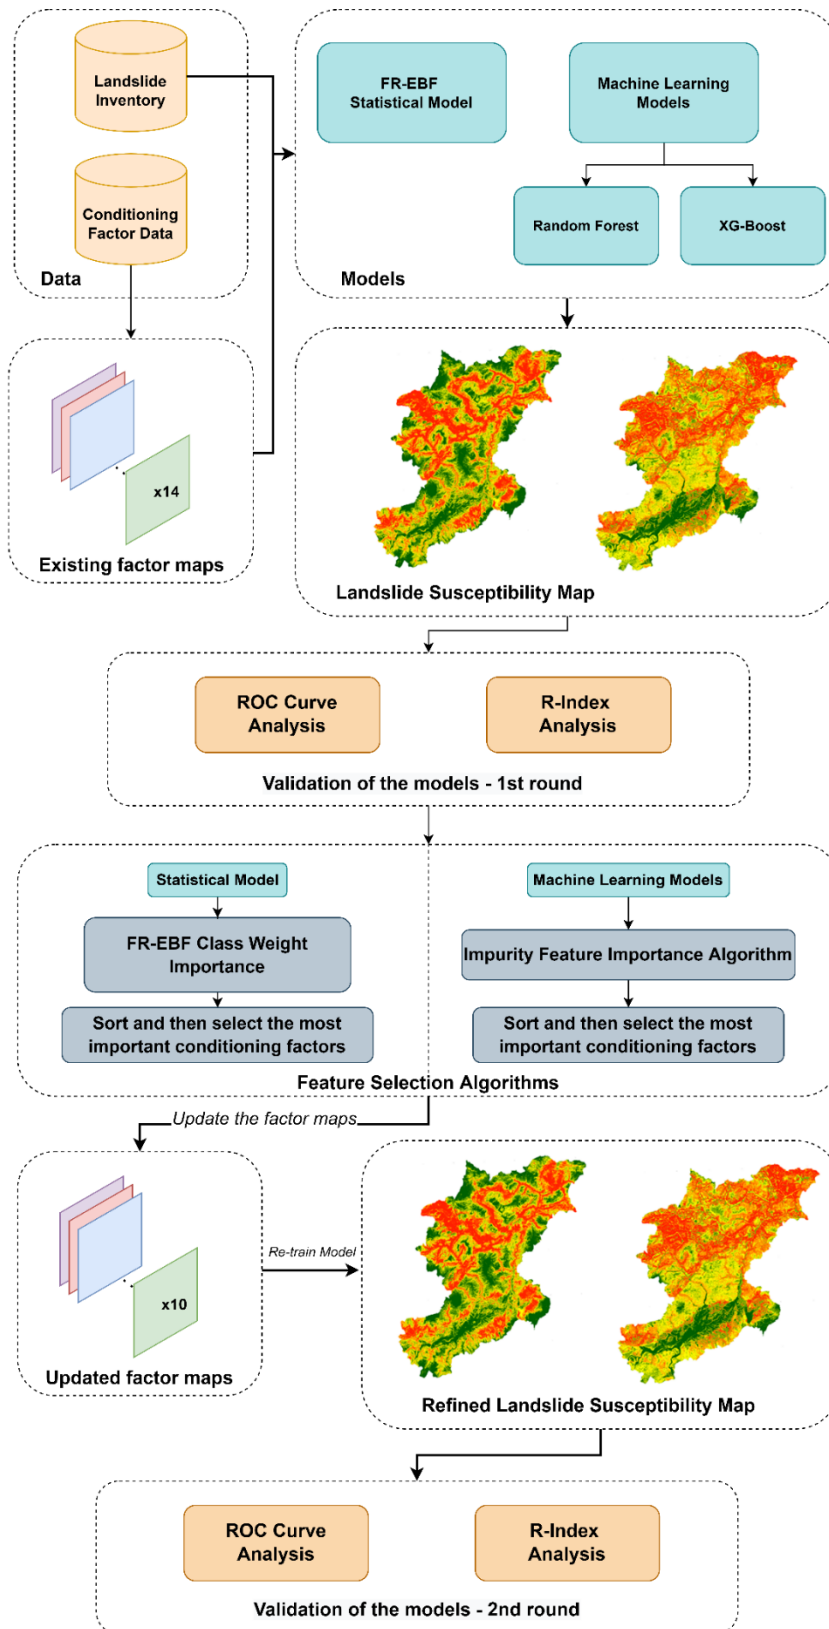 Landslide
Inventory
Conditioning
Factor Data
Data
FR-EBF
Statistical Model
Machine Learning
Models
Random Forest
XG-Boost
Models
x14
Existing factor maps
Landslide Susceptibility Map
ROC Curve
Analysis
R-Index
Analysis
Validation of the models - 1st round
Statistical Model
FR-EBF Class Weight
Importance
Sort and then select the most
important conditioning factors
Machine Learning Models
Impurity Feature Importance Algorithm
Sort and then select the most
important conditioning factors
Feature Selection Algorithms
Update the factor maps
x10
Updated factor maps
Re-train Model
Refined Landslide Susceptibility Map
ROC Curve
Analysis
R-Index
Analysis
Validation of the models - 2nd round